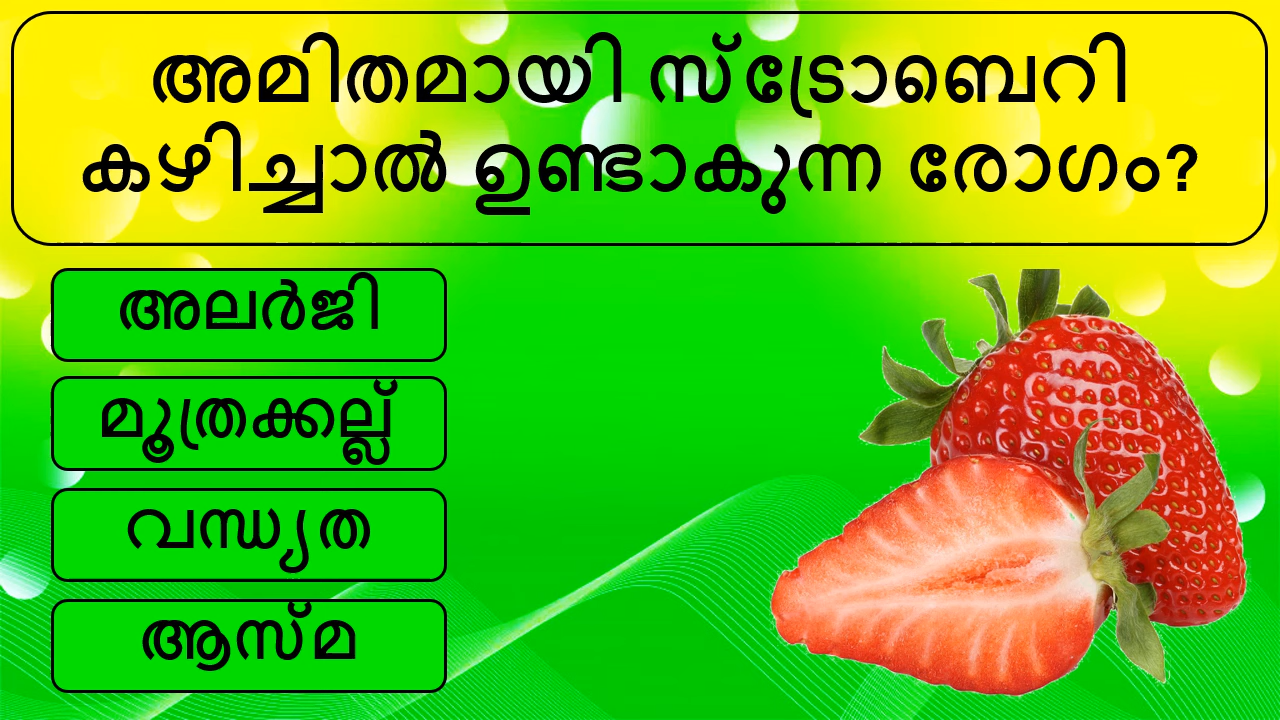 അമിതമായി സ്ട്രോബെറി
കഴിച്ചാൽ ഉണ്ടാകുന്ന രോഗം?
അലർജി
മൂത്രക്കല്ല്
വന്ധ്യത
ആസ്മ